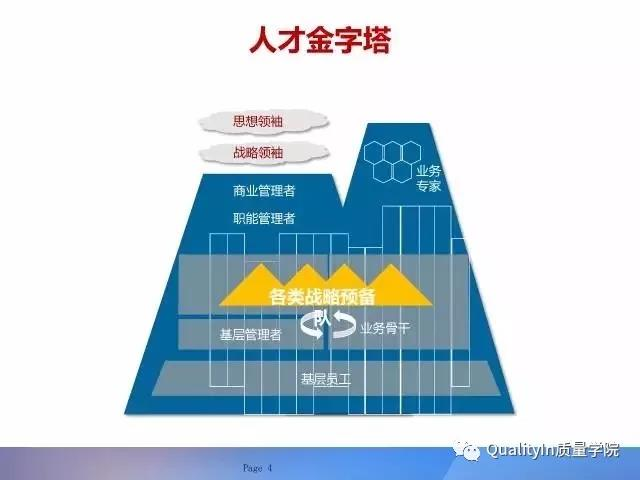 人才金字塔
思想领袖
战略领袖
商业管理者
职能管理者
业务
专家
各类战略预备
队
基层管理者
业务骨干
基层员工
QualityIn质量学院
Page 4